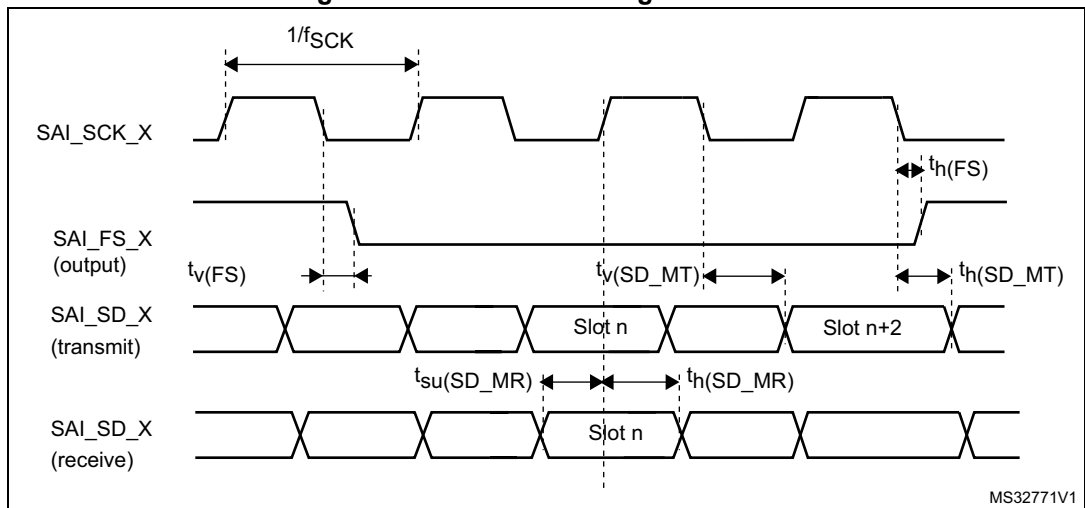 1/fSCK
SAI_SCK_X
th(FS)
SAI_FS_X
(output)
tv(FS)
tv(SD_MT)
th(SD_MT)
SAI_SD_X
(transmit)
Slot n
Slot n+2
tsu(SD_MR)
th(SD_MR)
SAI_SD_X
(receive)
Slot n
MS32771V1